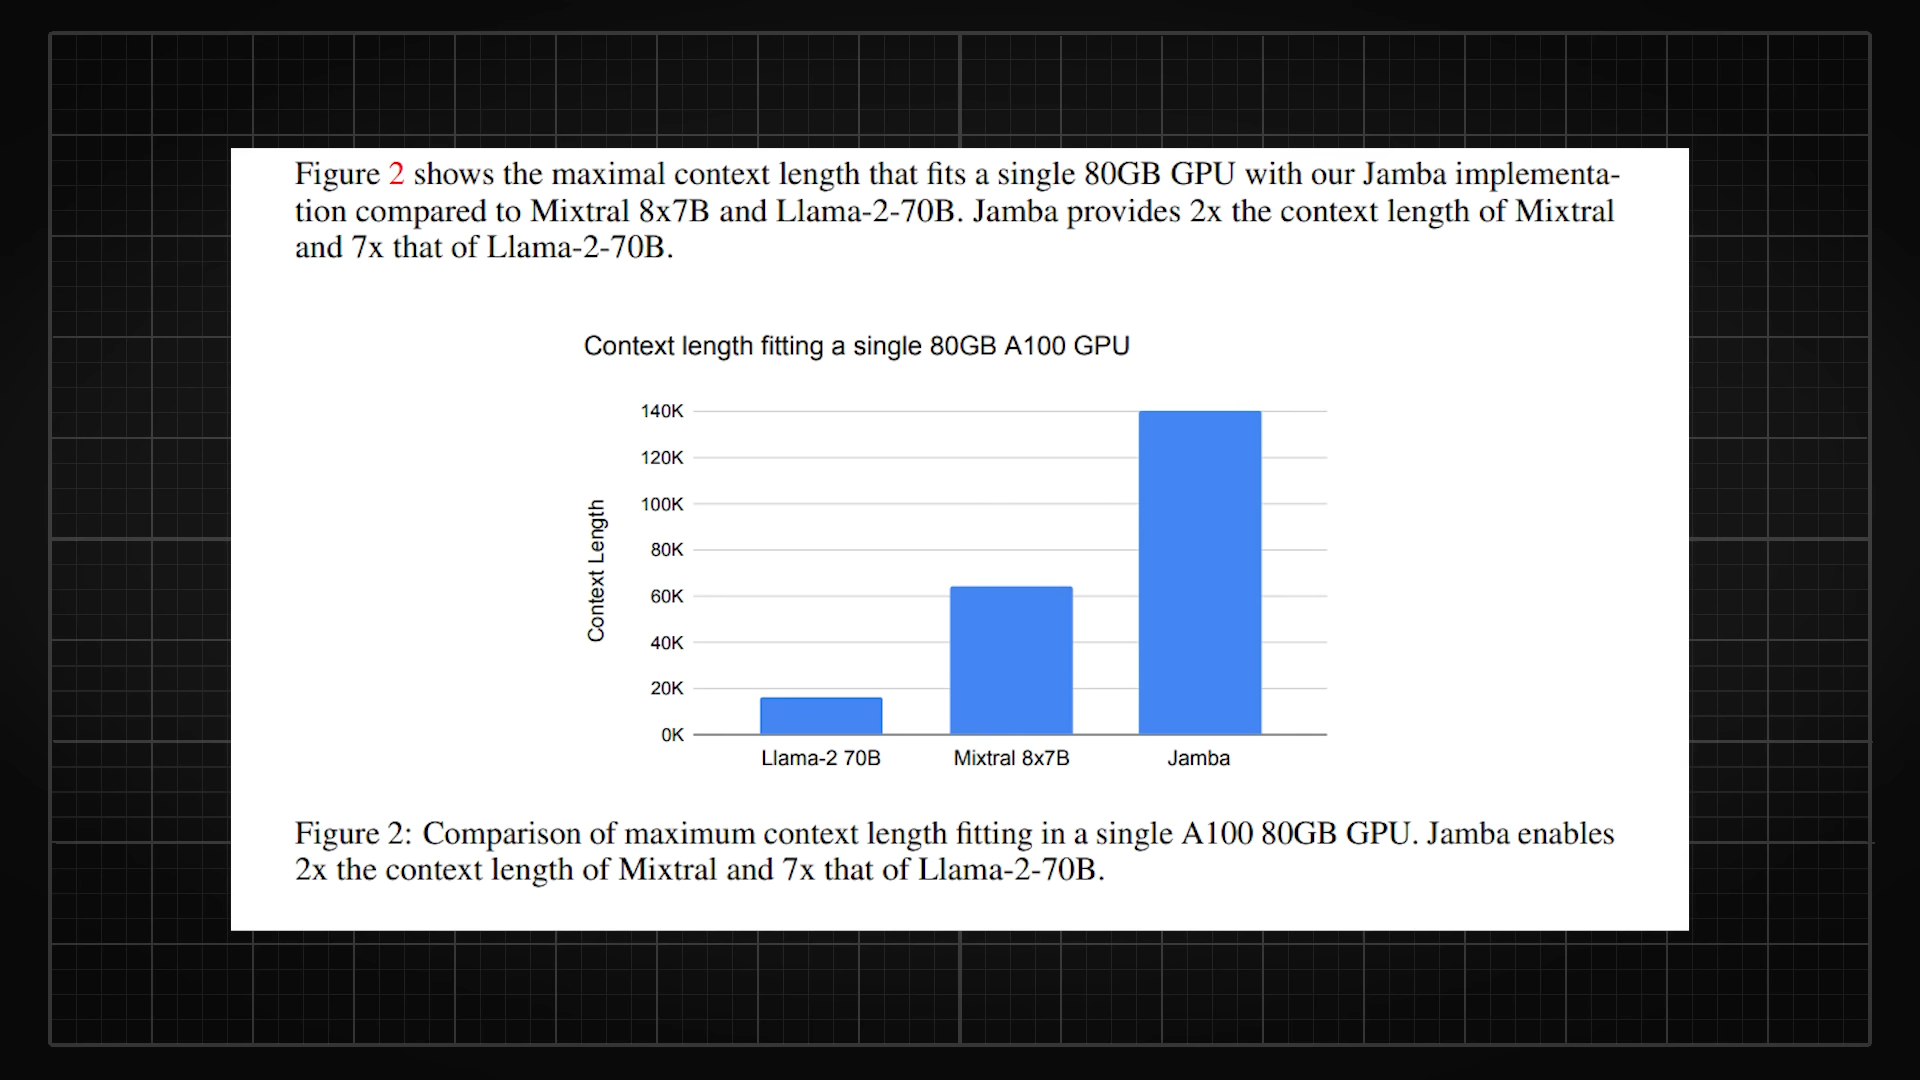 Figure 2 shows the maximal context length that fits a single 80GB GPU with our Jamba implementa-
tion compared to Mixtral 8x7B and Llama-2-70B. Jamba provides 2x the context length of Mixtral
and 7x that of Llama-2-70B.
Context length fitting a single 80GB A100 GPU
Context Length
140K
120K
100K
80K
60K
40K
20K
0K
Llama-2 70B
Mixtral 8x7B
Jamba
Figure 2: Comparison of maximum context length fitting in a single A100 80GB GPU. Jamba enables
2x the context length of Mixtral and 7x that of Llama-2-70B.